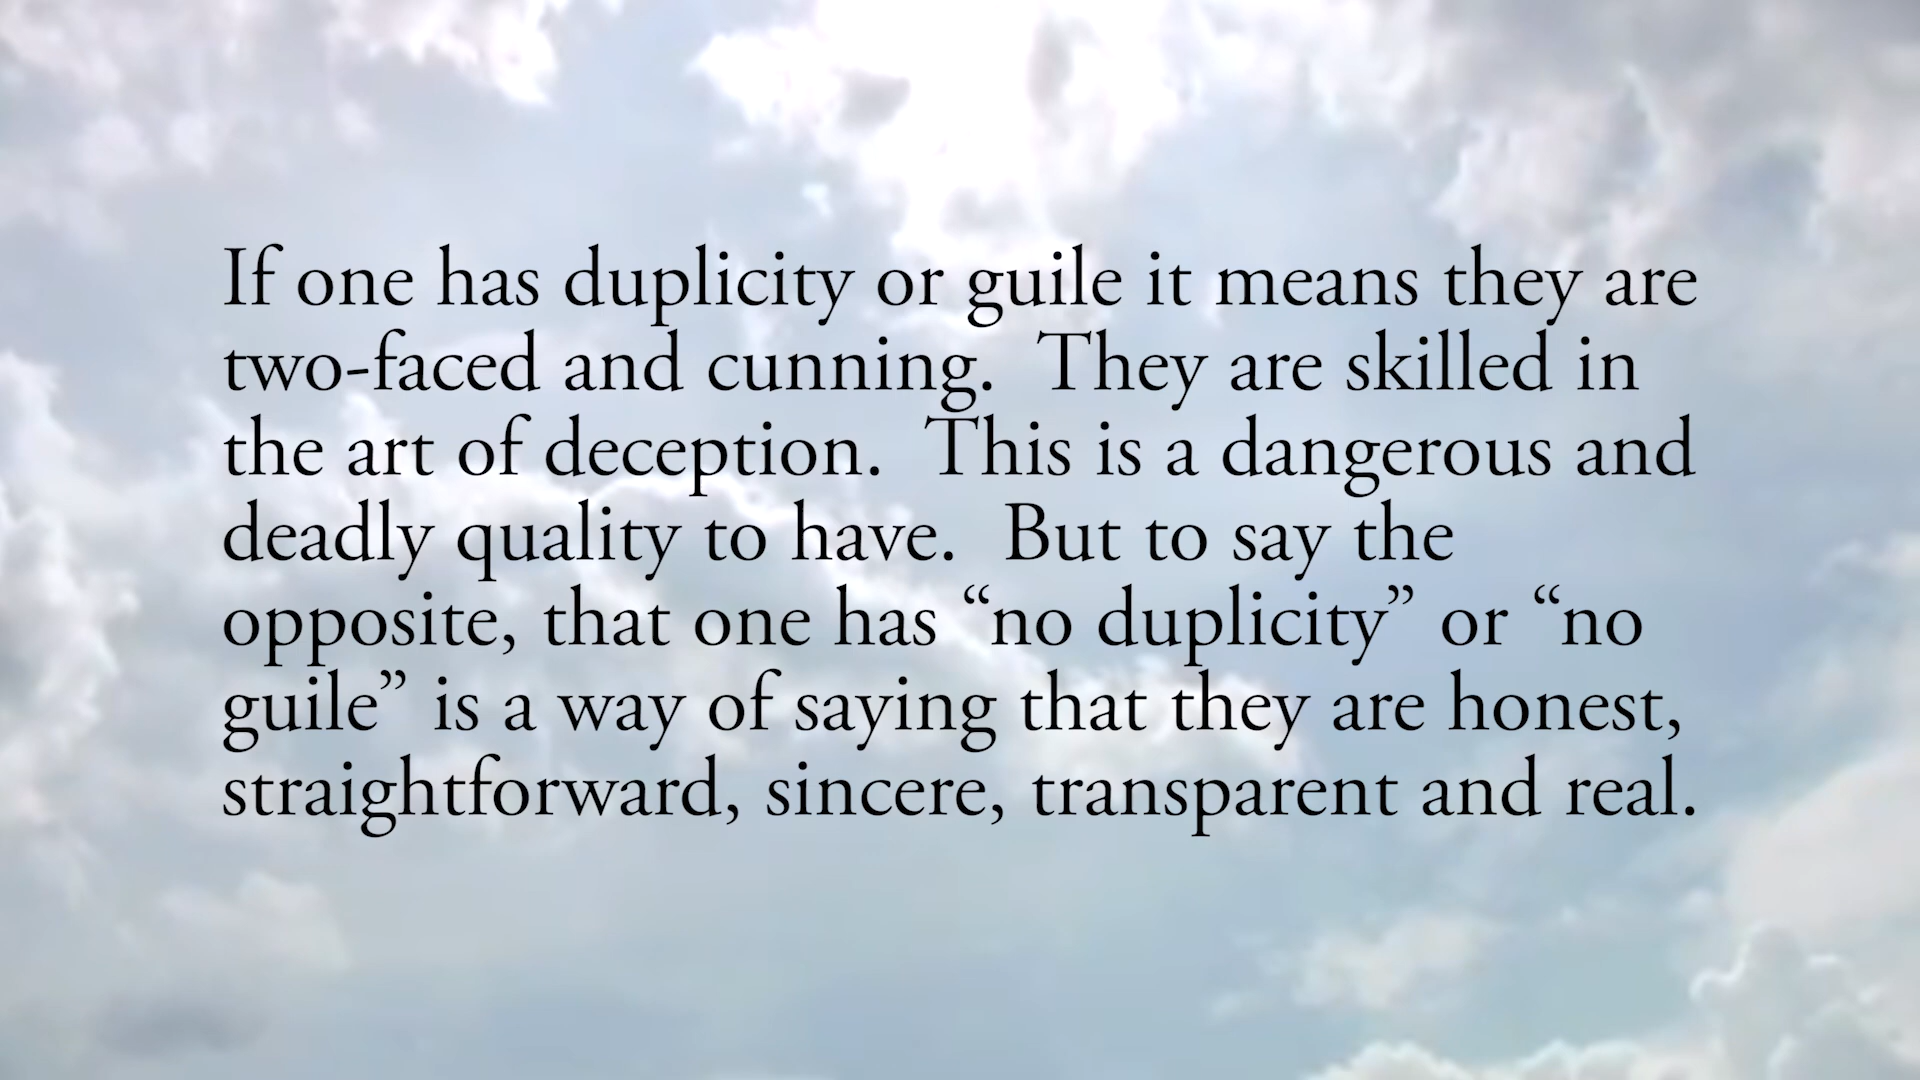 If one has duplicity or guile it means they are
two-faced and cunning.  They are skilled in
the art of deception.  This is a dangerous and
deadly quality to have.  But to say the
opposite, that one has “no duplicity” or “no
guile” is a way of saying that they are honest,
straightforward, sincere, transparent and real.